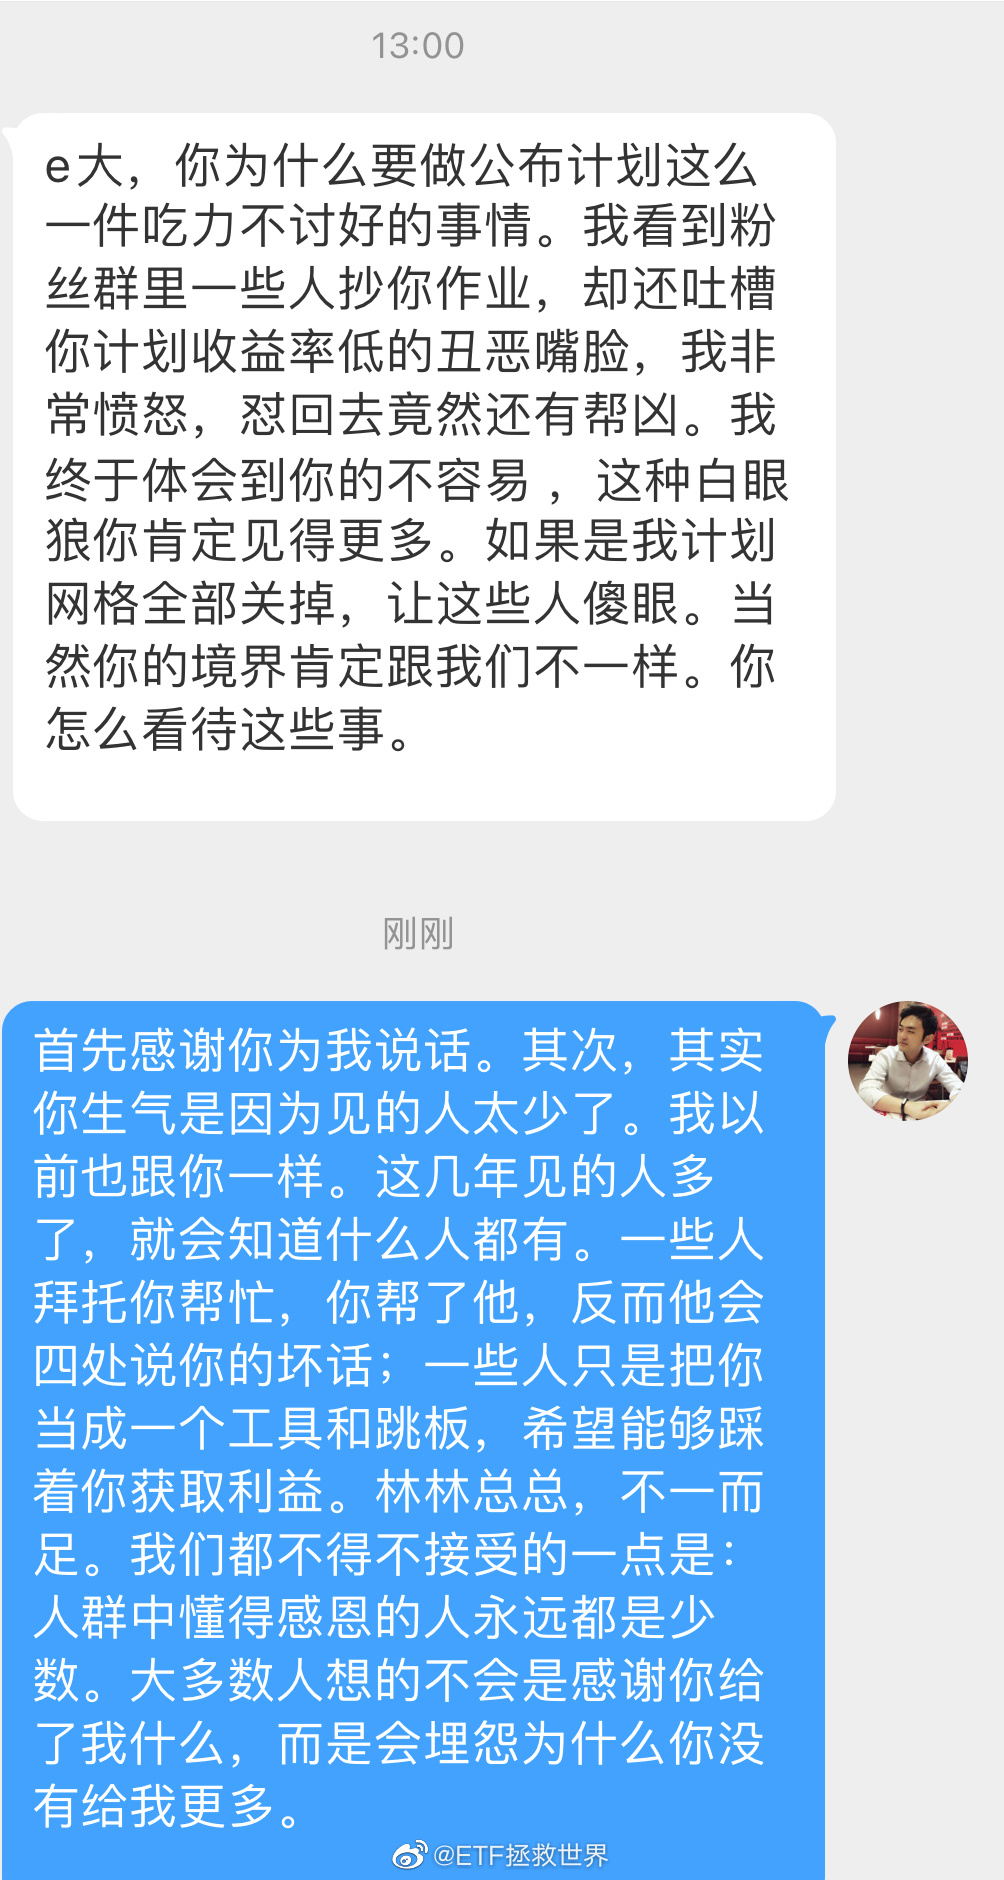 13:00
e大，你为什么要做公布计划这么
一件吃力不讨好的事情。我看到粉
丝群里一些人抄你作业，却还吐槽
你计划收益率低的丑恶嘴脸，我非
常愤怒，怼回去竟然还有帮凶。我
终于体会到你的不容易 ，这种白眼
狼你肯定见得更多。如果是我计划
网格全部关掉，让这些人傻眼。当
然你的境界肯定跟我们不一样。你
怎么看待这些事。
刚刚
首先感谢你为我说话。其次，其实
你生气是因为见的人太少了。我以
前也跟你一样。这几年见的人多
了，就会知道什么人都有。一些人
拜托你帮忙，你帮了他，反而他会
四处说你的坏话；一些人只是把你
当成一个工具和跳板，希望能够踩
着你获取利益。林林总总，不一而
足。我们都不得不接受的一点是：
人群中懂得感恩的人永远都是少
数。大多数人想的不会是感谢你给
了我什么，而是会埋怨为什么你没
有给我更多。
@ETF拯救世界